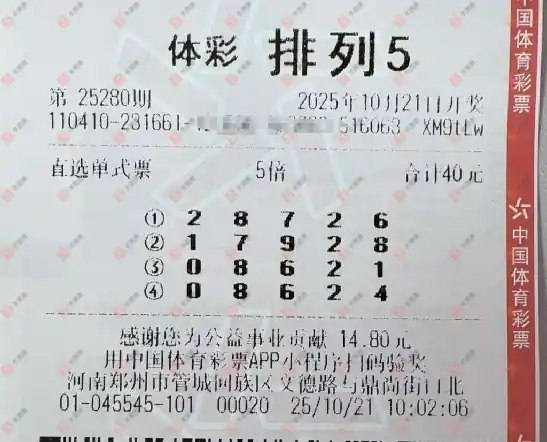 体彩 排列5
第 25280期 2025年10月21日开奖
110410-231661- 516063 XM9tLw
直选单式票 5倍 合计40元
① 2 8 7 2 6
② 1 7 9 2 8
③ 0 8 6 2 1
④ 0 8 6 2 4
感谢您为公益事业贡献 14.80元
用中国体育彩票APP小程序扫码验奖
河南郑州市管城回族区文德路与鼎尚街口北
01-045545-101 00020 25/10/21 10:02:06
中国体育彩票
中国体育彩票